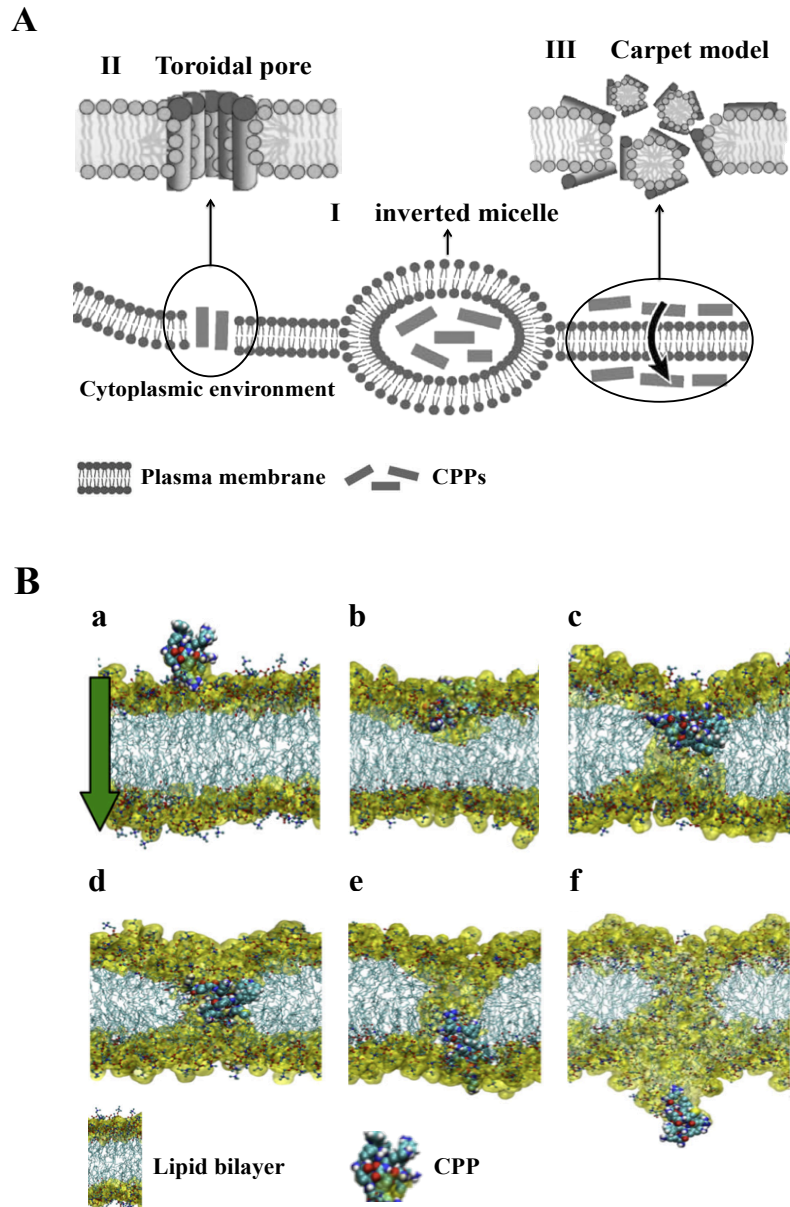 A
II Toroidal pore
III Carpet model
I inverted micelle
Cytoplasmic environment
Plasma membrane
CPPs
B
a b c
d e f
Lipid bilayer
CPP